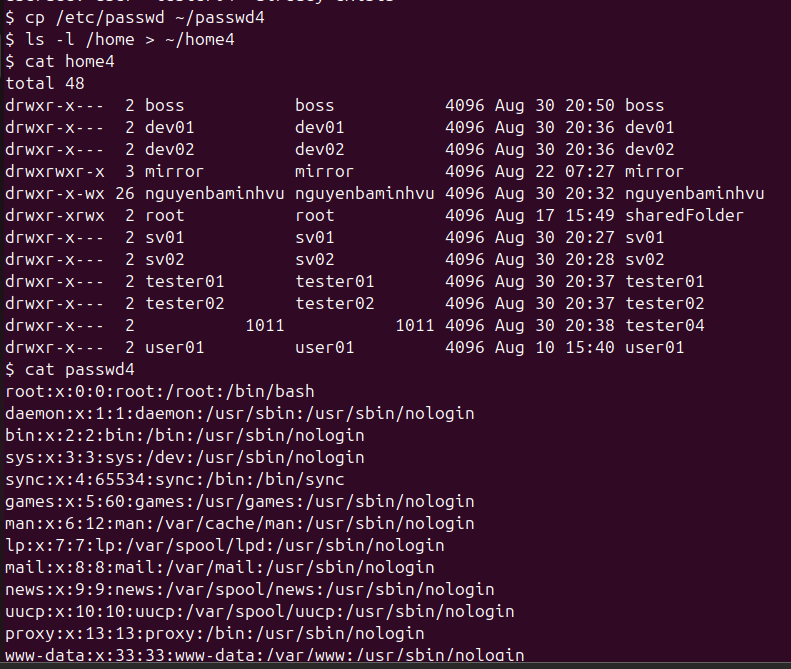 $ cp /etc/passwd ~/passwd4
$ ls -l /home > ~/home4
$ cat home4
total 48
drwxr-x---  2 boss           boss           4096 Aug 30 20:50 boss
drwxr-x---  2 dev01          dev01          4096 Aug 30 20:36 dev01
drwxr-x---  2 dev02          dev02          4096 Aug 30 20:36 dev02
drwxrwxr-x  3 mirror         mirror         4096 Aug 22 07:27 mirror
drwxr-x-wx 26 nguyenbaminhvu nguyenbaminhvu 4096 Aug 30 20:32 nguyenbaminhvu
drwxr-xrwx  2 root           root           4096 Aug 17 15:49 sharedFolder
drwxr-x---  2 sv01           sv01           4096 Aug 30 20:27 sv01
drwxr-x---  2 sv02           sv02           4096 Aug 30 20:28 sv02
drwxr-x---  2 tester01       tester01       4096 Aug 30 20:37 tester01
drwxr-x---  2 tester02       tester02       4096 Aug 30 20:37 tester02
drwxr-x---  2           1011           1011 4096 Aug 30 20:38 tester04
drwxr-x---  2 user01         user01         4096 Aug 10 15:40 user01
$ cat passwd4
root:x:0:0:root:/root:/bin/bash
daemon:x:1:1:daemon:/usr/sbin:/usr/sbin/nologin
bin:x:2:2:bin:/bin:/usr/sbin/nologin
sys:x:3:3:sys:/dev:/usr/sbin/nologin
sync:x:4:65534:sync:/bin:/bin/sync
games:x:5:60:games:/usr/games:/usr/sbin/nologin
man:x:6:12:man:/var/cache/man:/usr/sbin/nologin
lp:x:7:7:lp:/var/spool/lpd:/usr/sbin/nologin
mail:x:8:8:mail:/var/mail:/usr/sbin/nologin
news:x:9:9:news:/var/spool/news:/usr/sbin/nologin
uucp:x:10:10:uucp:/var/spool/uucp:/usr/sbin/nologin
proxy:x:13:13:proxy:/bin:/usr/sbin/nologin
www-data:x:33:33:www-data:/var/www:/usr/sbin/nologin